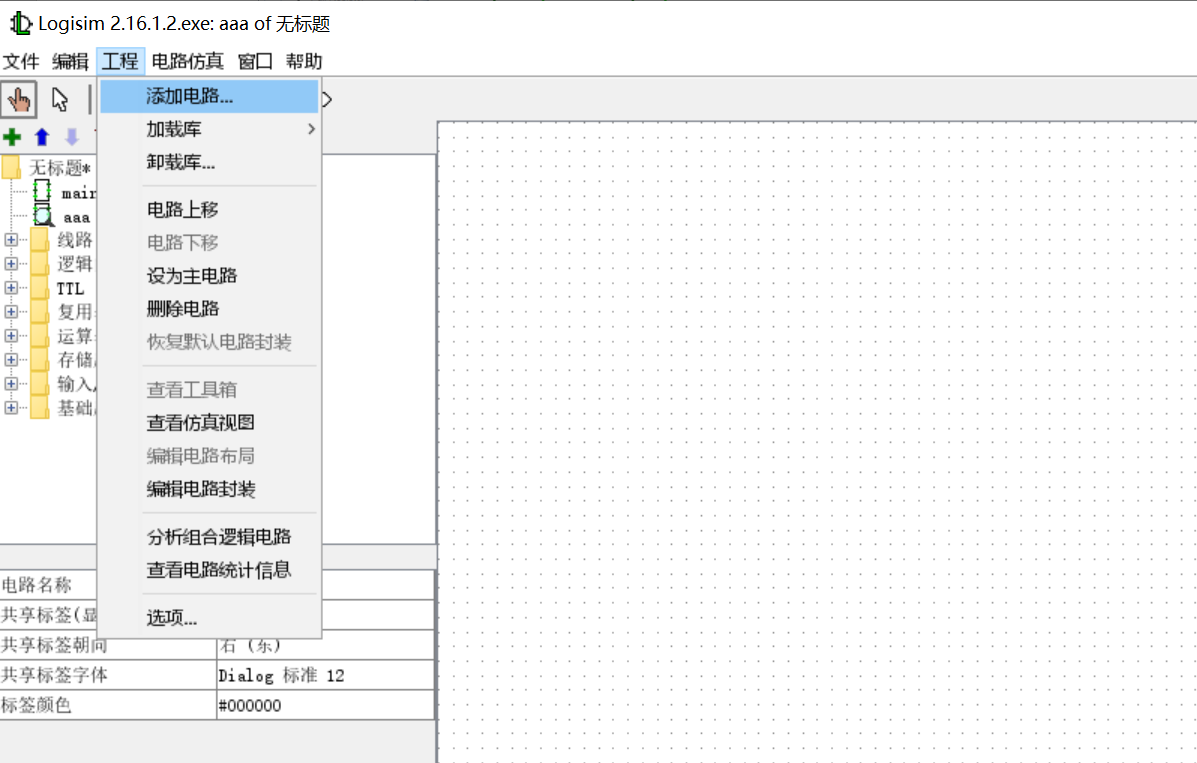 Logisim 2.16.1.2.exe: aaa of 无标题
文件 编辑 工程 电路仿真 窗口 帮助
添加电路...
加载库
卸载库...
电路上移
电路下移
设为主电路
删除电路
恢复默认电路封装
查看工具箱
查看仿真视图
编辑电路布局
编辑电路封装
分析组合逻辑电路
查看电路统计信息
选项...
无标题*
main
aaa
线路
逻辑
TTL
复用
运算
存储
输入
基础
电路名称
共享标签(显
共享标签朝向 右 (东)
共享标签字体 Dialog 标准 12
标签颜色 #000000